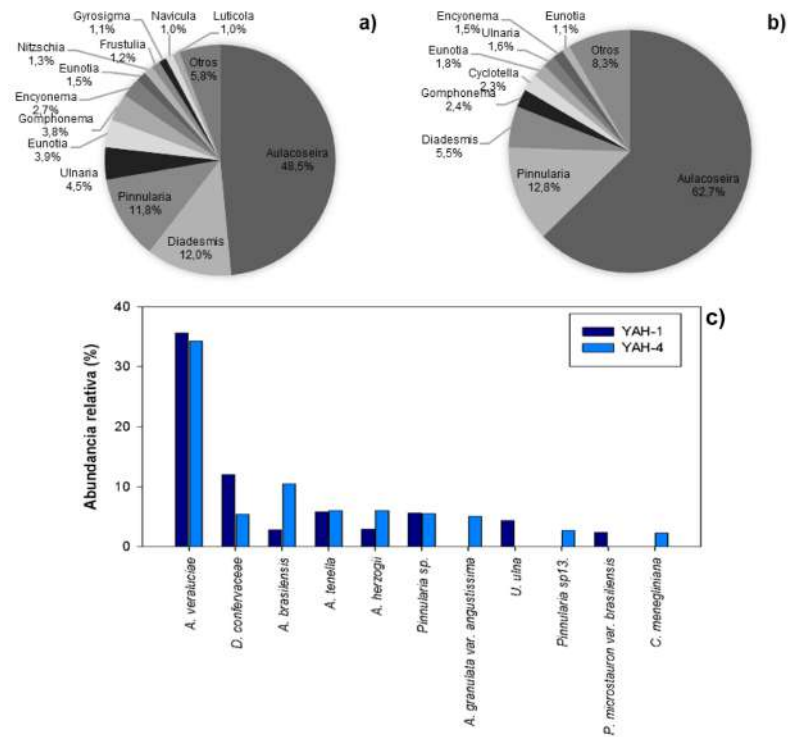 a)
Gyrosigma
1,1%
Navicula
1,0%
Luticola
1,0%
Nitzschia
1,3%
Frustulia
1,2%
Eunotia
1,5%
Encyonema
2,7%
Gomphonema
3,8%
Eunotia
3,9%
Ulnaria
4,5%
Pinnularia
11,8%
Diadesmis
12,0%
Aulacoseira
48,5%
Otros
5,8%
b)
Encyonema
1,5%
Eunotia
1,1%
Ulnaria
1,6%
Eunotia
1,8%
Cyclotella
2,3%
Gomphonema
2,4%
Diadesmis
5,5%
Pinnularia
12,8%
Otros
8,3%
Aulacoseira
62,7%
c)
YAH-1
YAH-4
Abundancia relativa (%)
40
30
20
10
0
A. veraluciae
D. confervaceae
A. brasilensis
A. tenella
A. herzogii
Pinnularia sp.
A. granulata var. angustissima
U. ulna
Pinnularia sp13.
P. microstauron var. brasiliensis
C. menegliniana